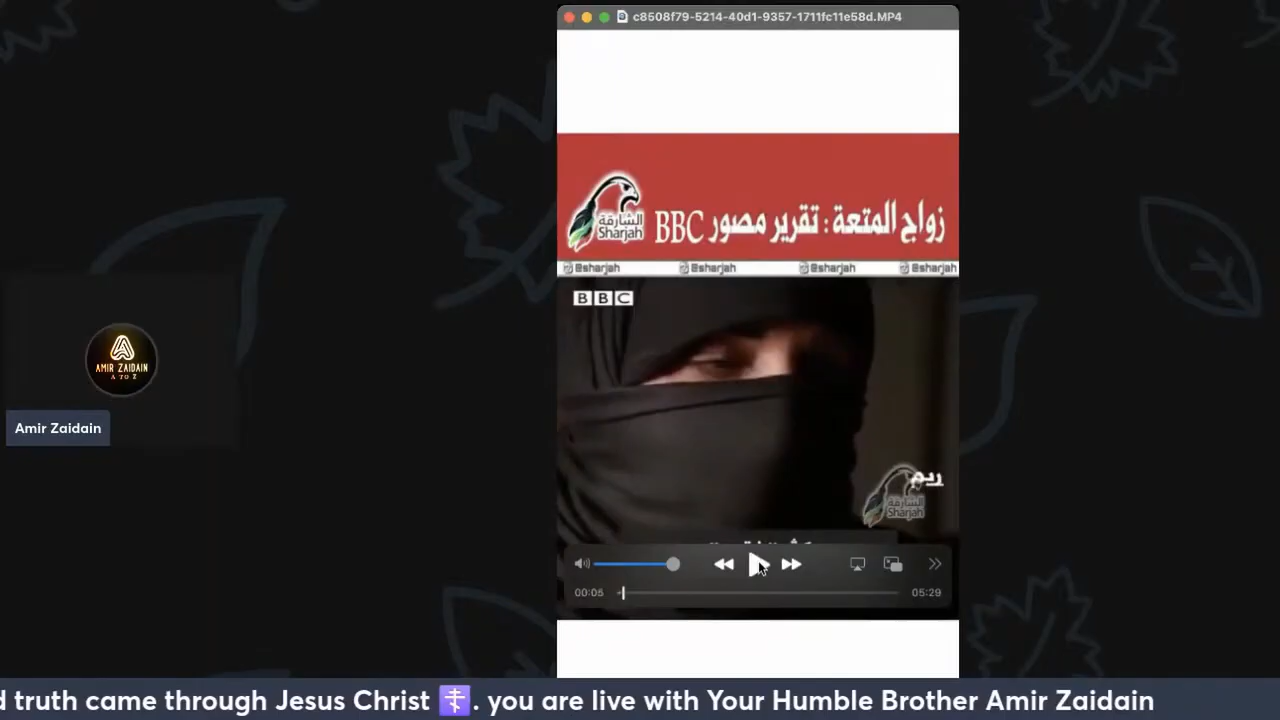 c8508f79-5214-40d1-9357-1711fc11e58d.MP4
زواج المتعة : تقرير مصور BBC
الشارقة
Sharjah
@sharjah @sharjah @sharjah @sharjah
BBC
AMIR ZAIDAIN
A TO Z
Amir Zaidain
ريم
الشارقة
Sharjah
00:05
05:29
truth came through Jesus Christ ☦. you are live with Your Humble Brother Amir Zaidain